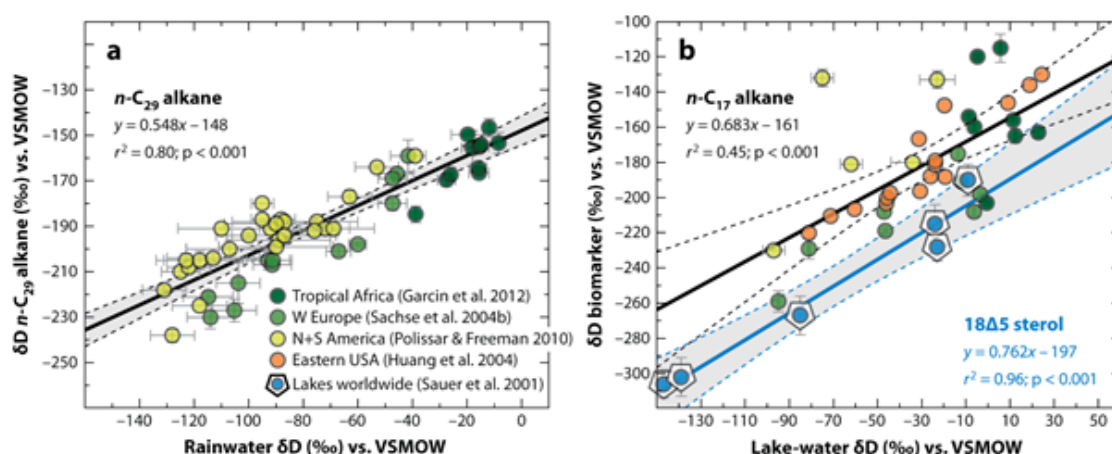 a
n-C₂₉ alkane
y = 0.548x – 148
r² = 0.80; p < 0.001
δD n-C₂₉ alkane (‰) vs. VSMOW
−130
−150
−170
−190
−210
−230
−250
Tropical Africa (Garcin et al. 2012)
W Europe (Sachse et al. 2004b)
N+S America (Polissar & Freeman 2010)
Eastern USA (Huang et al. 2004)
Lakes worldwide (Sauer et al. 2001)
−140 −120 −100 −80 −60 −40 −20 0
Rainwater δD (‰) vs. VSMOW
b
n-C₁₇ alkane
y = 0.683x – 161
r² = 0.45; p < 0.001
δD biomarker (‰) vs. VSMOW
−100
−120
−140
−160
−180
−200
−220
−240
−260
−280
−300
18Δ5 sterol
y = 0.762x – 197
r² = 0.96; p < 0.001
−130 −110 −90 −70 −50 −30 −10 10 30 50
Lake-water δD (‰) vs. VSMOW